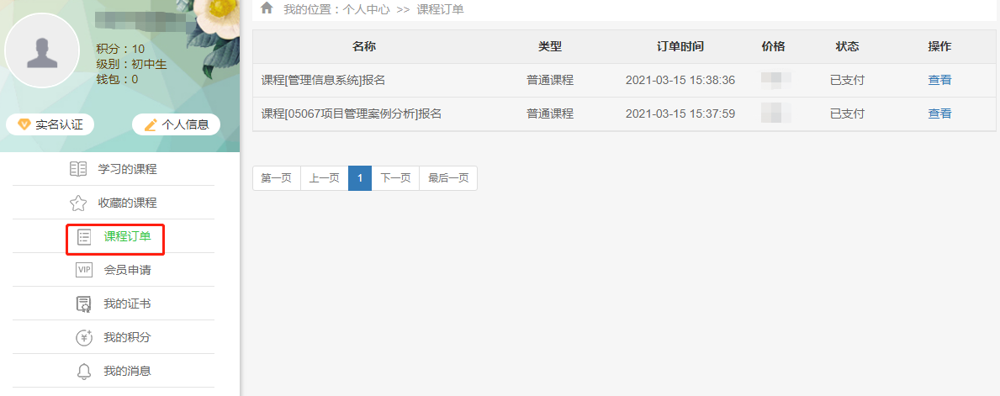 积分：10
级别：初中生
钱包：0
实名认证
个人信息
学习的课程
收藏的课程
课程订单
VIP 会员申请
我的证书
我的积分
我的消息
我的位置：个人中心 >> 课程订单
名称 类型 订单时间 价格 状态 操作
课程[管理信息系统]报名 普通课程 2021-03-15 15:38:36 已支付 查看
课程[05067项目管理案例分析]报名 普通课程 2021-03-15 15:37:59 已支付 查看
第一页 上一页 1 下一页 最后一页